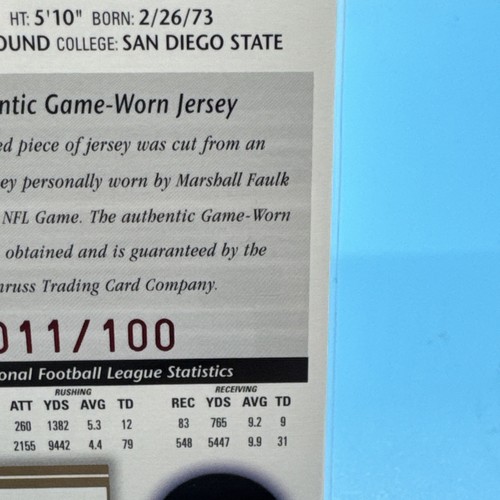 HT: 5'10" BORN: 2/26/73
OUND COLLEGE: SAN DIEGO STATE
ntic Game-Worn Jersey
ed piece of jersey was cut from an
ey personally worn by Marshall Faulk
NFL Game. The authentic Game-Worn
obtained and is guaranteed by the
nruss Trading Card Company.
011/100
onal Football League Statistics
RUSHING RECEIVING
ATT YDS AVG TD REC YDS AVG TD
260 1382 5.3 12 83 765 9.2 9
2155 9442 4.4 79 548 5447 9.9 31